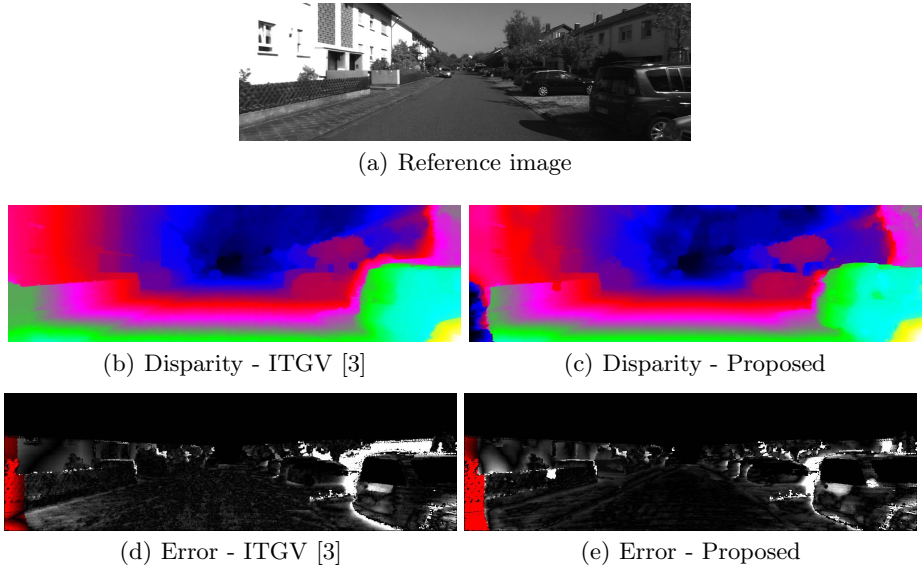 (a) Reference image
(b) Disparity - ITGV [3]
(c) Disparity - Proposed
(d) Error - ITGV [3]
(e) Error - Proposed